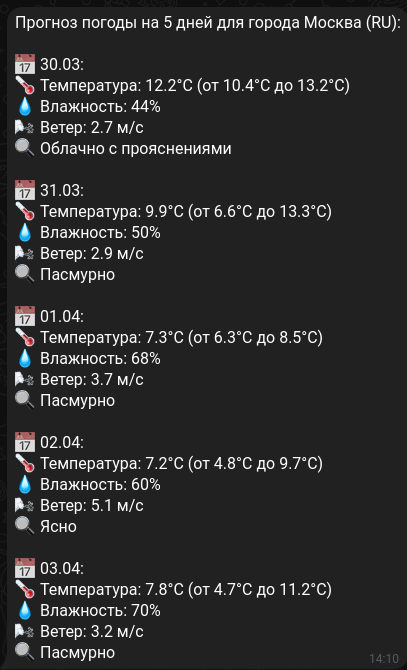 Прогноз погоды на 5 дней для города Москва (RU):
30.03:
Температура: 12.2°C (от 10.4°C до 13.2°C)
Влажность: 44%
Ветер: 2.7 м/с
Облачно с прояснениями
31.03:
Температура: 9.9°C (от 6.6°C до 13.3°C)
Влажность: 50%
Ветер: 2.9 м/с
Пасмурно
01.04:
Температура: 7.3°C (от 6.3°C до 8.5°C)
Влажность: 68%
Ветер: 3.7 м/с
Пасмурно
02.04:
Температура: 7.2°C (от 4.8°C до 9.7°C)
Влажность: 60%
Ветер: 5.1 м/с
Ясно
03.04:
Температура: 7.8°C (от 4.7°C до 11.2°C)
Влажность: 70%
Ветер: 3.2 м/с
Пасмурно
14:10